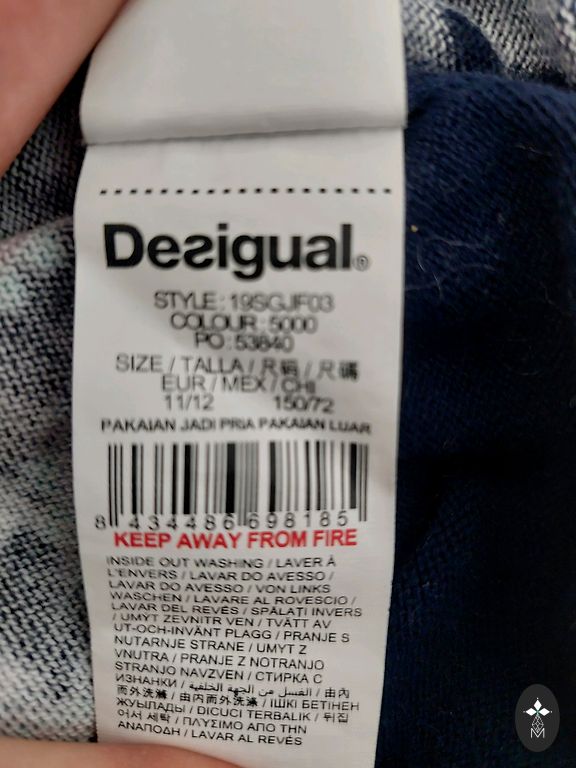 Desigual®
STYLE : 19SGJF03
COLOUR : 5000
PO : 53840
SIZE / TALLA / 尺码 / 尺碼
EUR / MEX / CHI
11/12 150/72
PAKAIAN JADI PRIA PAKAIAN LUAR
8 434486 698185
KEEP AWAY FROM FIRE
INSIDE OUT WASHING / LAVER À
L'ENVERS / LAVAR DO AVESSO /
LAVAR DO AVESSO / VON LINKS
WASCHEN / LAVARE AL ROVESCIO /
LAVAR DEL REVÉS / SPĂLAȚI INVERS
/ UMYT ZEVNITR VEN / TVÄTT AV
UT-OCH-INVÄNT PLAGG / PRANJE S
NUTARNJE STRANE / UMYT Z
VNUTRA / PRANJE Z NOTRANJO
STRANJO NAVZVEN / СТИРКА С
ИЗНАНКИ / الغسل من الجهة الخلفية / 由內
而外洗滌 / 由内而外洗涤 / ІШКІ БЕТІНЕН
ЖУЫЛАДЫ / DICUCI TERBALIK / 뒤집
어서 세탁 / ΠΛΥΣΙΜΟ ΑΠΟ ΤΗΝ
ΑΝΑΠΟΔΗ / LAVAR AL REVÉS
M